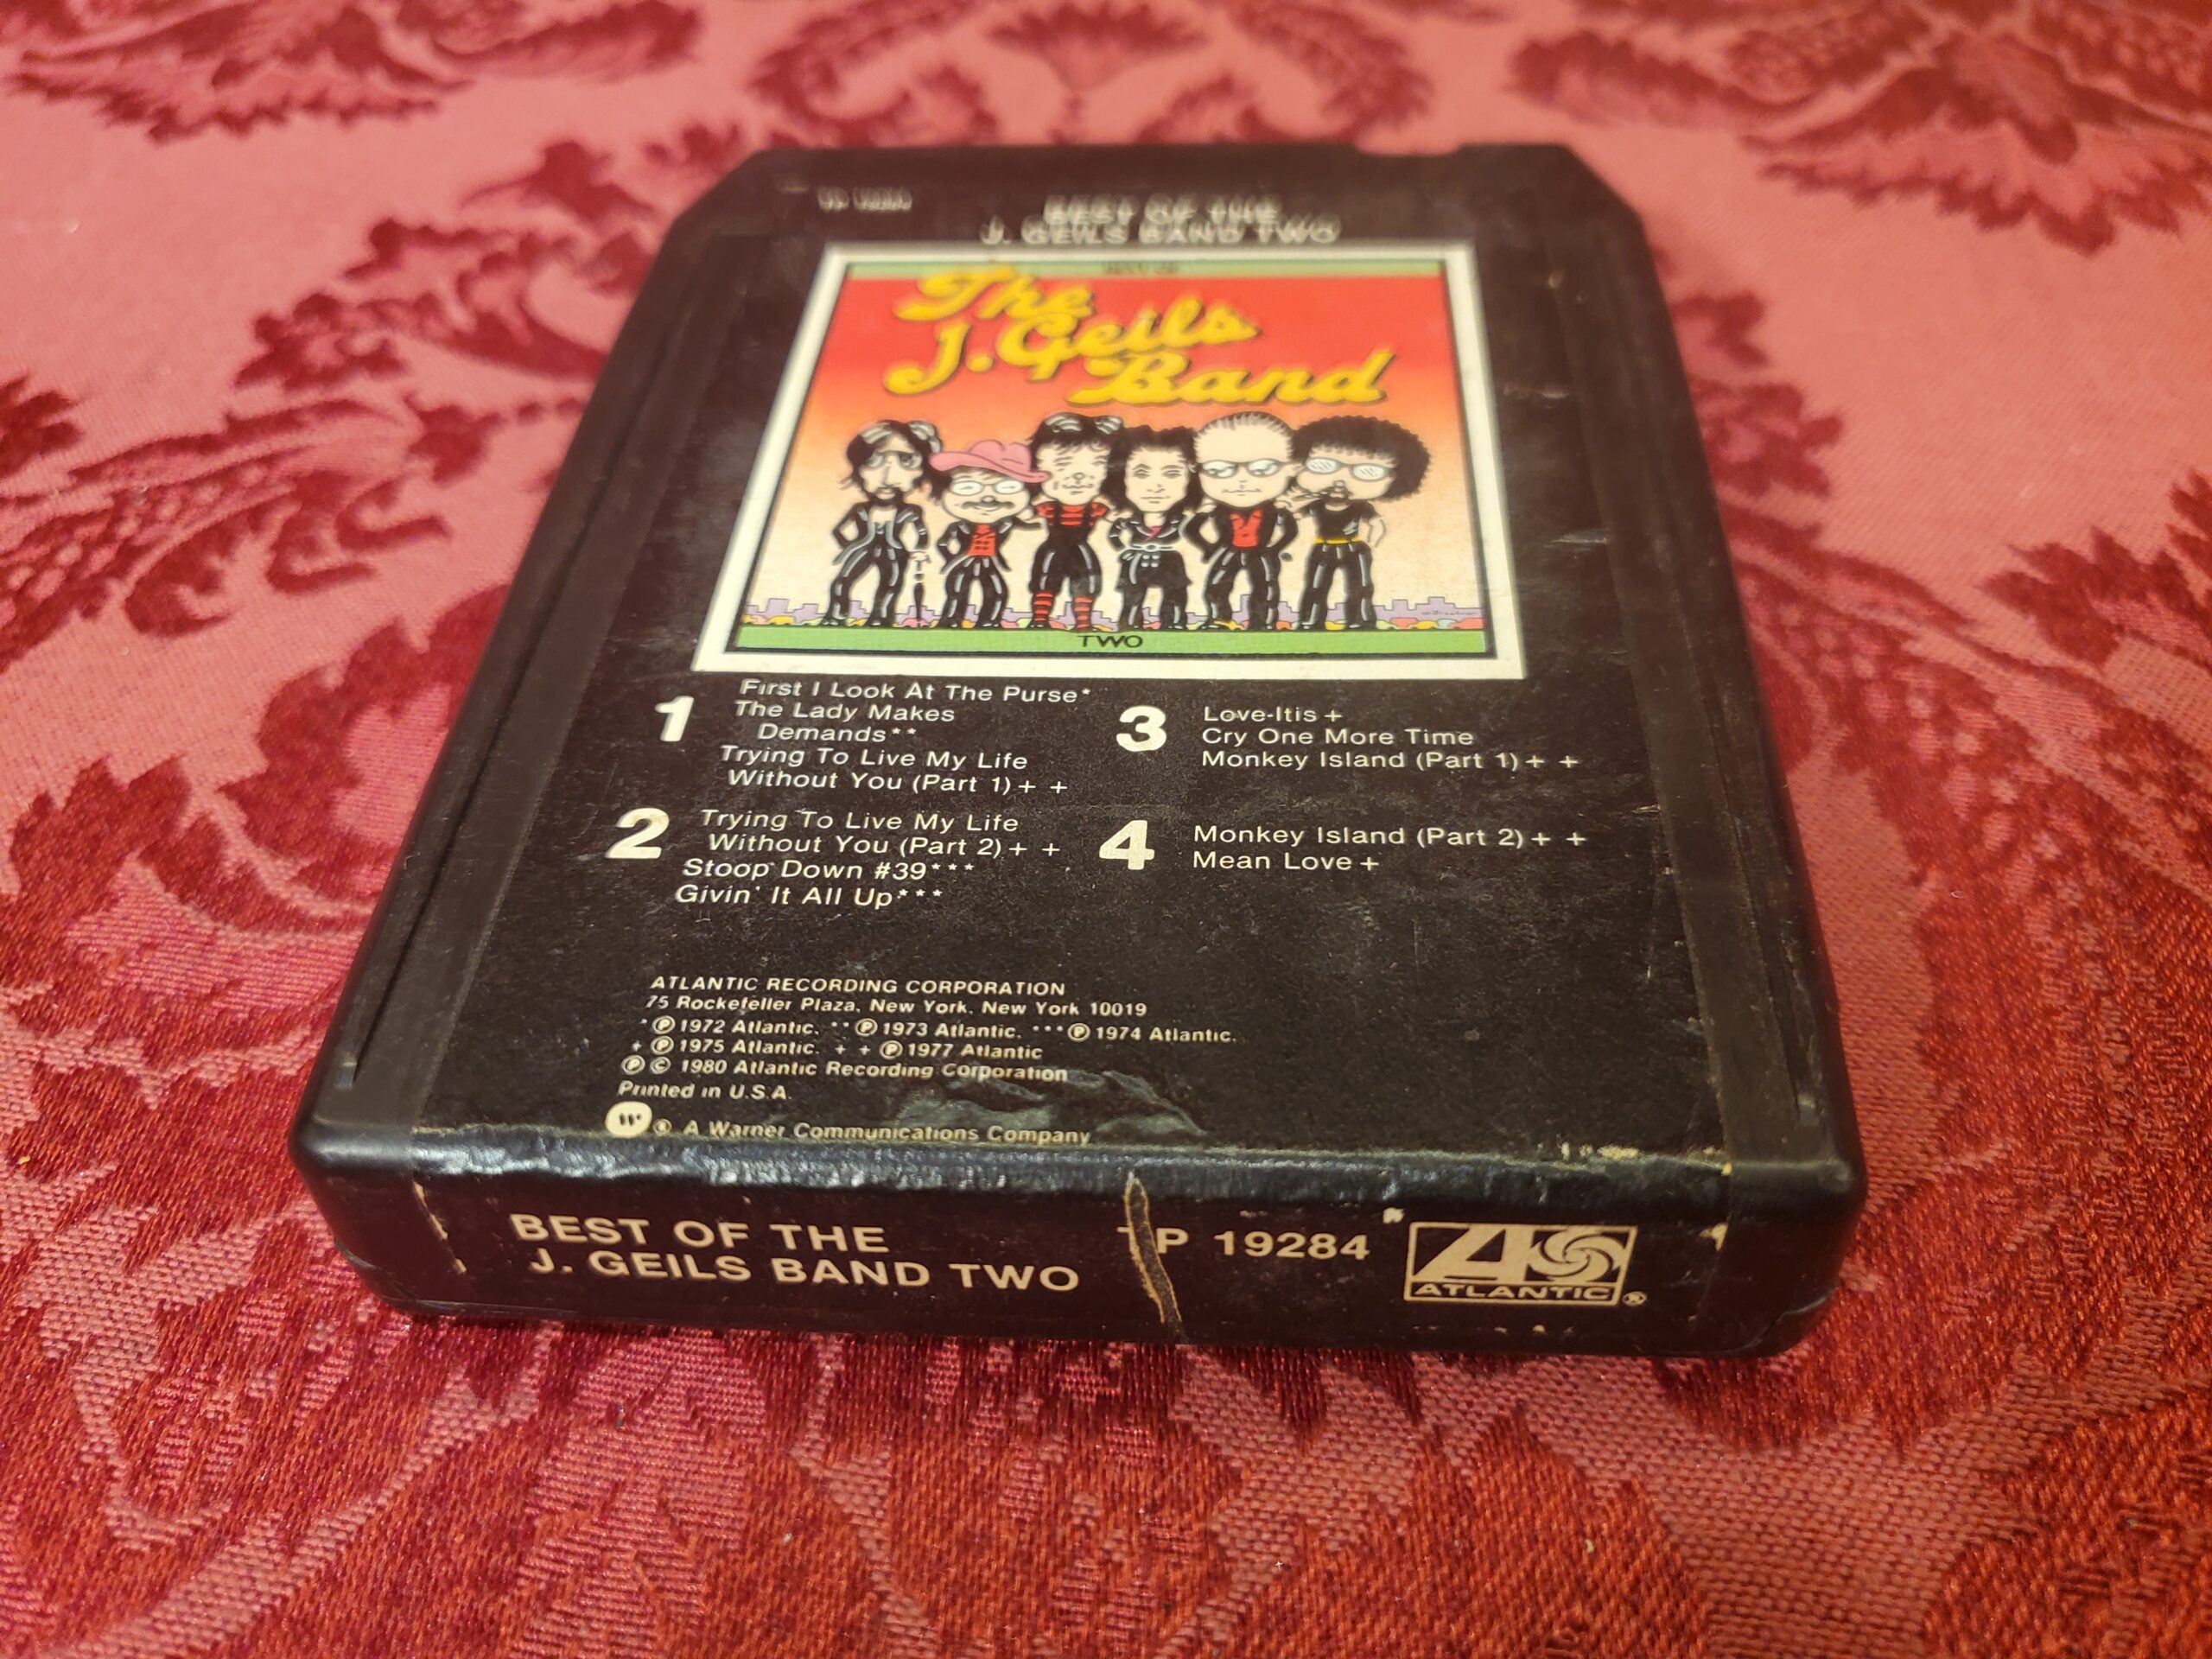 BEST OF THE
J. GEILS BAND TWO
The
J. Geils
Band
TWO
1
First I Look At The Purse*
The Lady Makes
Demands**
Trying To Live My Life
Without You (Part 1)+ +
2
Trying To Live My Life
Without You (Part 2)+ +
Stoop Down #39***
Givin' It All Up***
3
Love-Itis +
Cry One More Time
Monkey Island (Part 1)+ +
4
Monkey Island (Part 2)+ +
Mean Love +
ATLANTIC RECORDING CORPORATION
75 Rockefeller Plaza, New York, New York 10019
*℗ 1972 Atlantic. **℗ 1973 Atlantic. ***℗ 1974 Atlantic.
+ ℗ 1975 Atlantic. + + ℗ 1977 Atlantic
℗ © 1980 Atlantic Recording Corporation
Printed in U.S.A.
W ® A Warner Communications Company
BEST OF THE
J. GEILS BAND TWO
TP 19284
ATLANTIC®